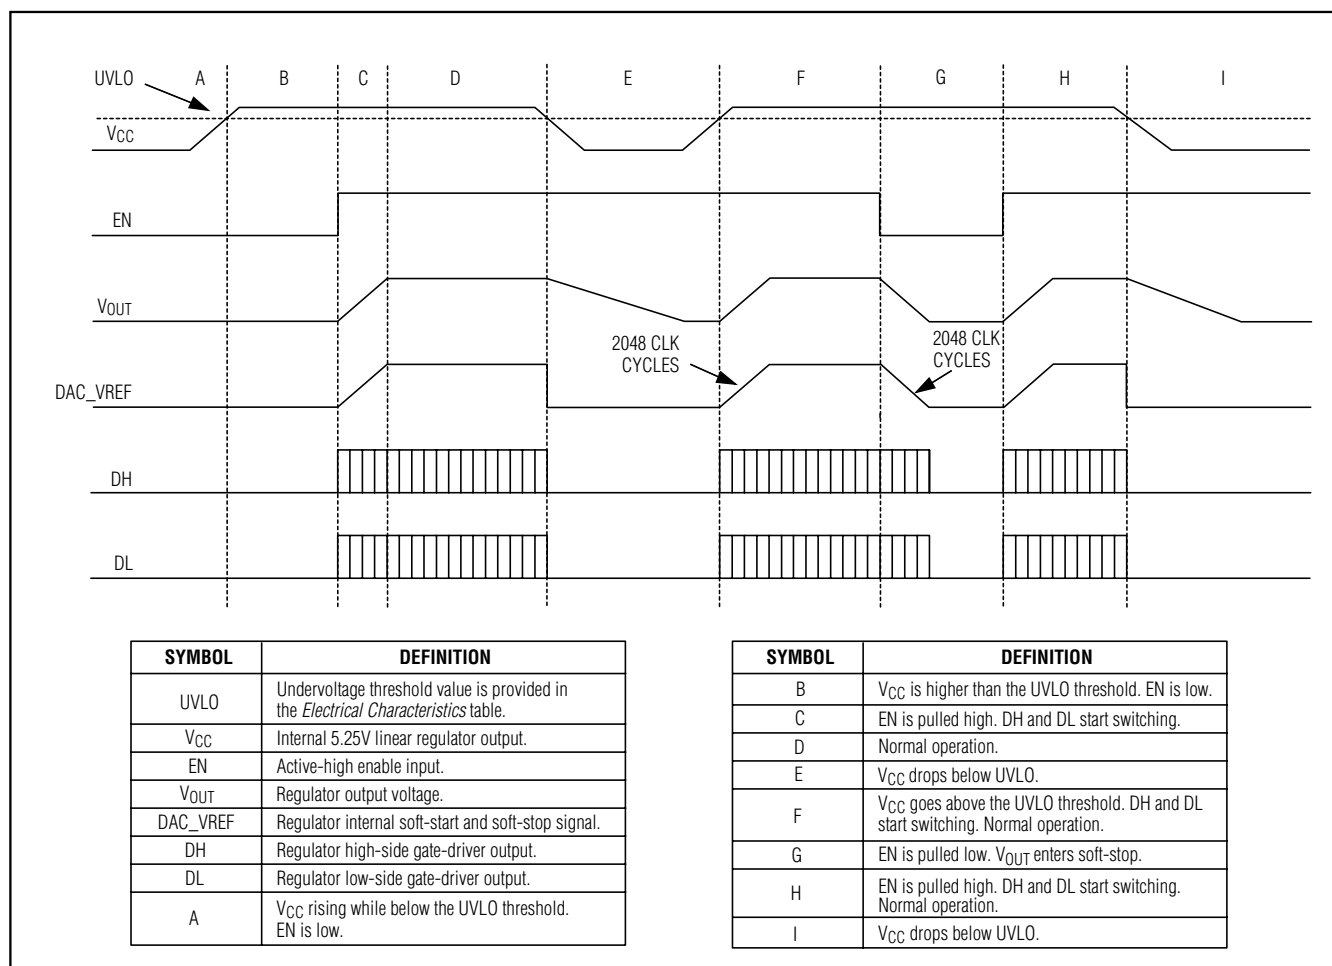 UVLO A B C D E F G H I
VCC
EN
VOUT
2048 CLK
CYCLES
2048 CLK
CYCLES
DAC_VREF
DH
DL
SYMBOL DEFINITION
UVLO Undervoltage threshold value is provided in
the Electrical Characteristics table.
VCC Internal 5.25V linear regulator output.
EN Active-high enable input.
VOUT Regulator output voltage.
DAC_VREF Regulator internal soft-start and soft-stop signal.
DH Regulator high-side gate-driver output.
DL Regulator low-side gate-driver output.
A VCC rising while below the UVLO threshold.
EN is low.
SYMBOL DEFINITION
B VCC is higher than the UVLO threshold. EN is low.
C EN is pulled high. DH and DL start switching.
D Normal operation.
E VCC drops below UVLO.
F VCC goes above the UVLO threshold. DH and DL
start switching. Normal operation.
G EN is pulled low. VOUT enters soft-stop.
H EN is pulled high. DH and DL start switching.
Normal operation.
I VCC drops below UVLO.